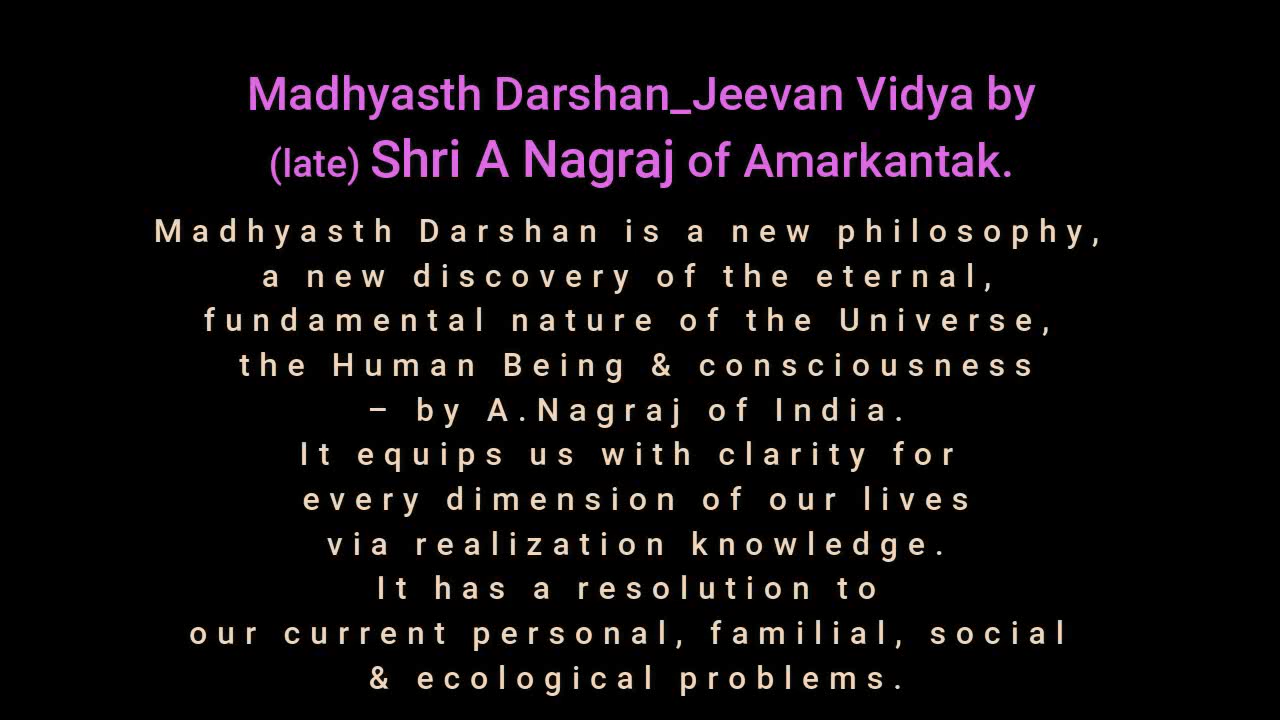 Madhyasth Darshan_Jeevan Vidya by
(late) Shri A Nagraj of Amarkantak.
Madhyasth Darshan is a new philosophy,
a new discovery of the eternal,
fundamental nature of the Universe,
the Human Being & consciousness
– by A.Nagraj of India.
It equips us with clarity for
every dimension of our lives
via realization knowledge.
It has a resolution to
our current personal, familial, social
& ecological problems.